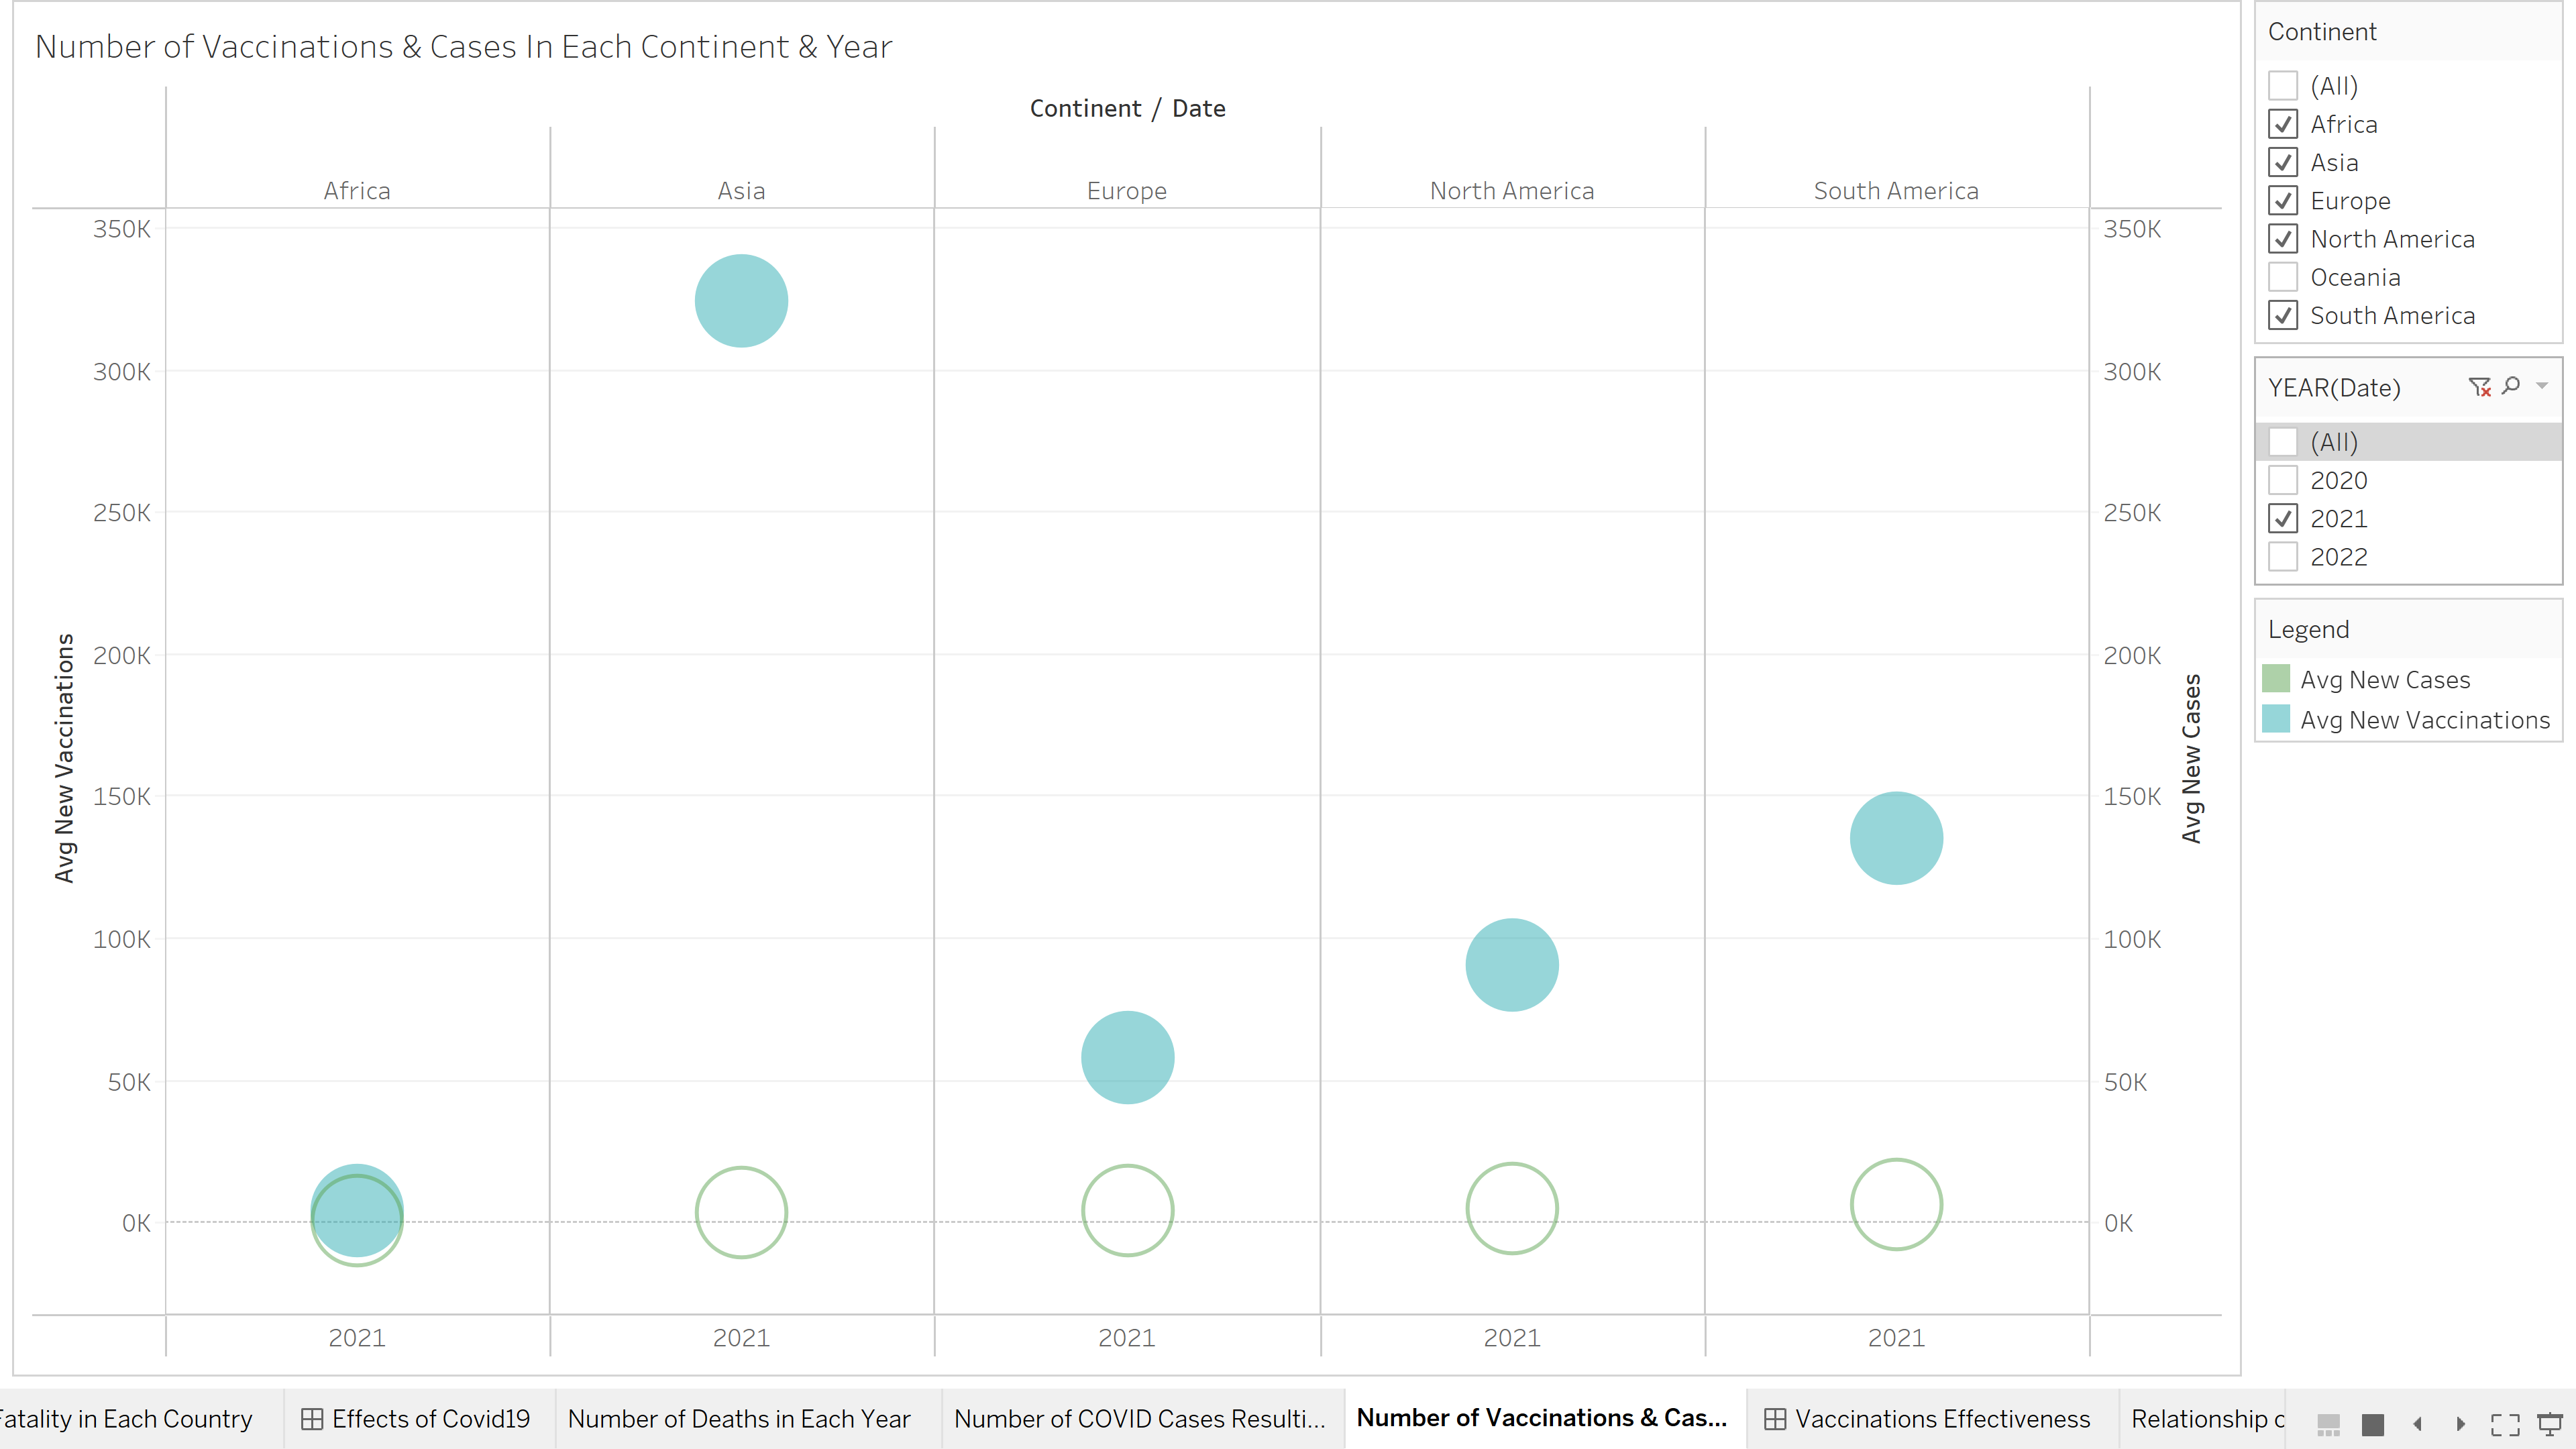 Number of Vaccinations & Cases In Each Continent & Year
Continent / Date
Africa Asia Europe North America South America
350K 350K
300K 300K
250K 250K
200K 200K
150K 150K
100K 100K
50K 50K
0K 0K
Avg New Vaccinations
Avg New Cases
2021 2021 2021 2021 2021
Continent
(All)
Africa
Asia
Europe
North America
Oceania
South America
YEAR(Date)
(All)
2020
2021
2022
Legend
Avg New Cases
Avg New Vaccinations
Fatality in Each Country Effects of Covid19 Number of Deaths in Each Year Number of COVID Cases Resulti... Number of Vaccinations & Cas... Vaccinations Effectiveness Relationship